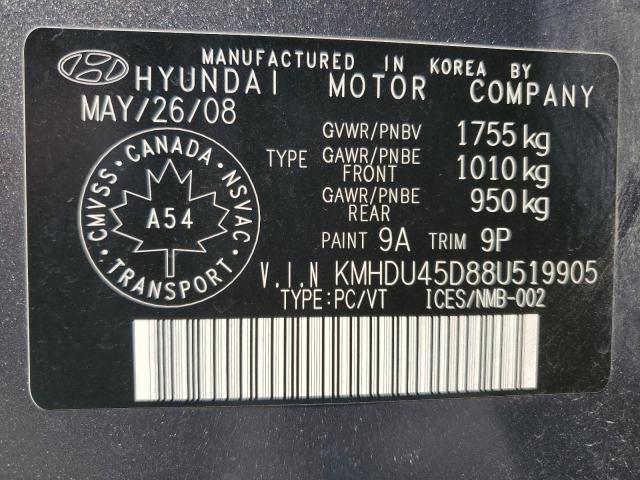 MANUFACTURED IN KOREA BY
HYUNDAI MOTOR COMPANY
MAY/26/08
GVWR/PNBV 1755 kg
TYPE GAWR/PNBE FRONT 1010 kg
GAWR/PNBE REAR 950 kg
PAINT 9A TRIM 9P
CMVSS · CANADA · NSVAC · TRANSPORT ·
A54
V.I.N KMHDU45D88U519905
TYPE:PC/VT ICES/NMB-002